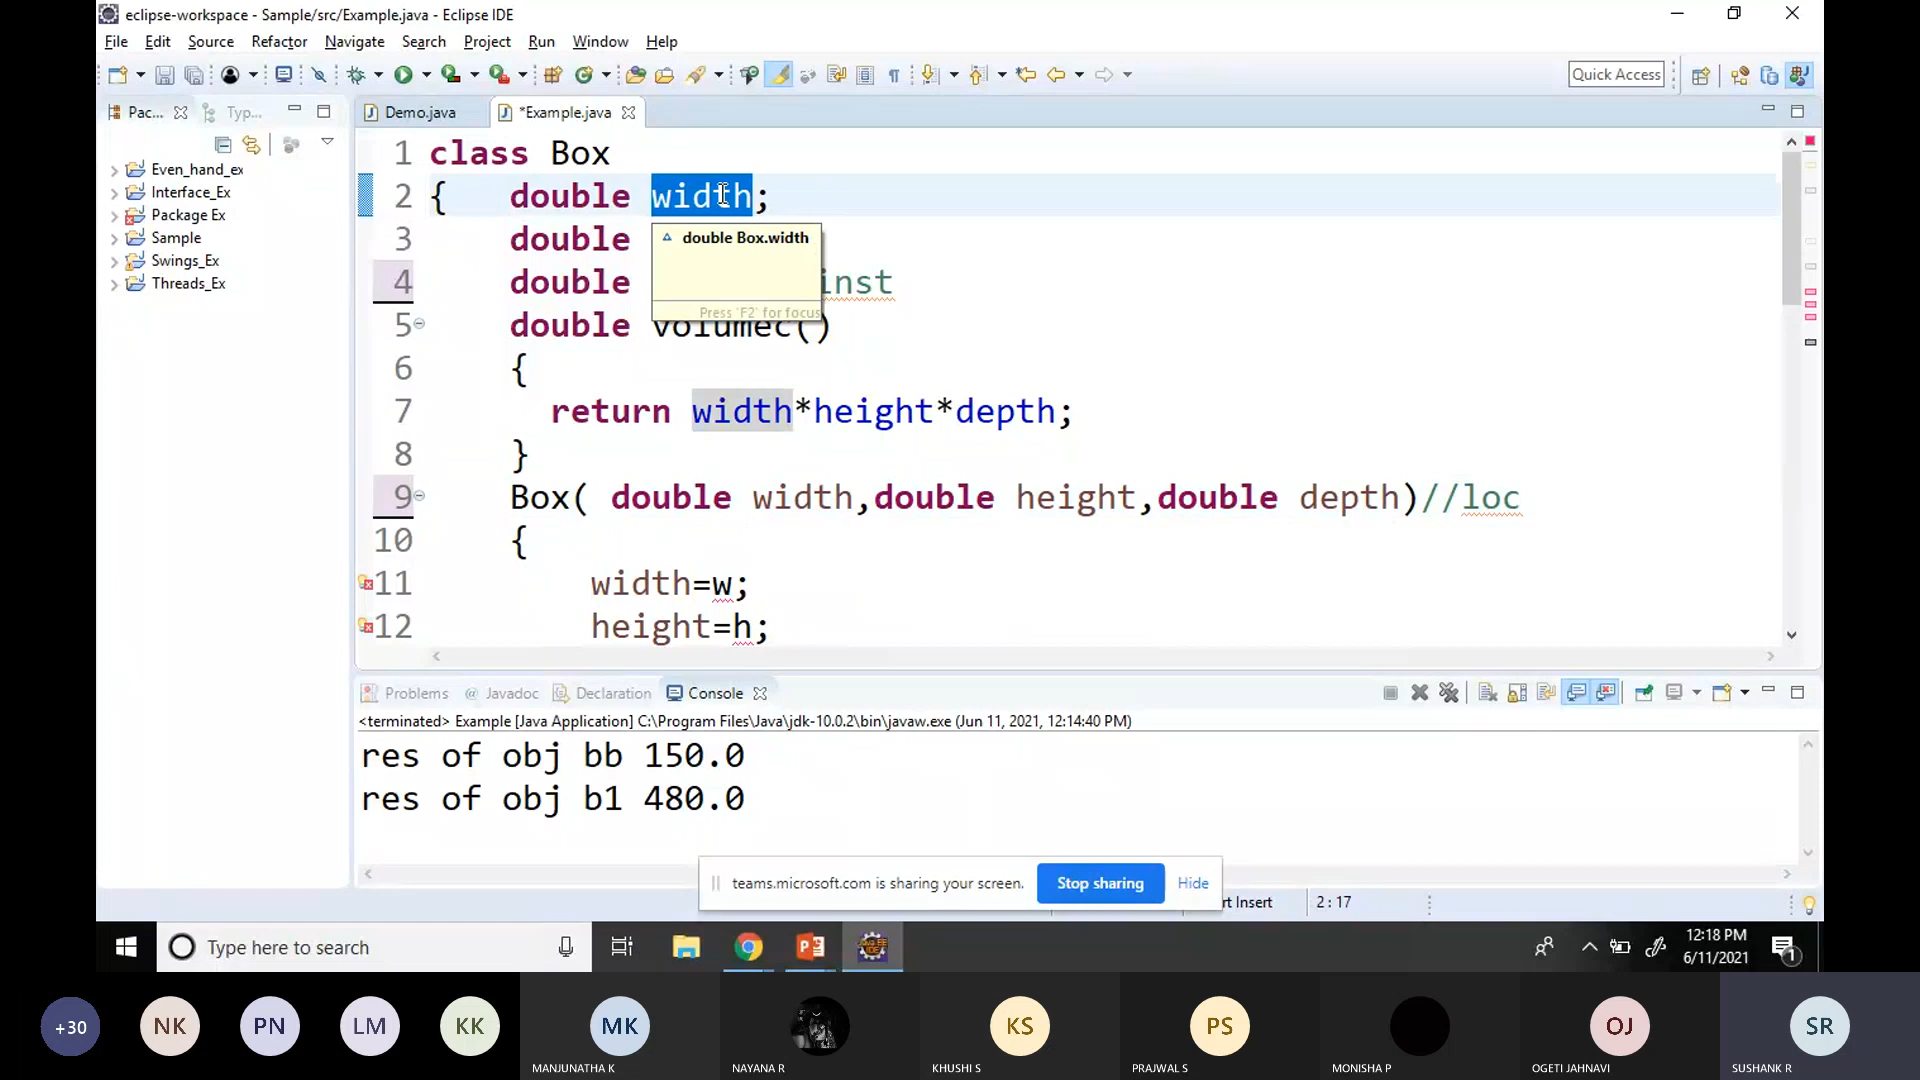 eclipse-workspace - Sample/src/Example.java - Eclipse IDE
File Edit Source Refactor Navigate Search Project Run Window Help
Quick Access
Pac... Typ...
Demo.java *Example.java
Even_hand_ex
Interface_Ex
Package Ex
Sample
Swings_Ex
Threads_Ex
1 class Box
2 { double width;
3 double
4 double inst
5 double volumec()
6 {
7 return width*height*depth;
8 }
9 Box( double width,double height,double depth)//loc
10 {
11 width=w;
12 height=h;
double Box.width
Press 'F2' for focus
Problems @ Javadoc Declaration Console
<terminated> Example [Java Application] C:\Program Files\Java\jdk-10.0.2\bin\javaw.exe (Jun 11, 2021, 12:14:40 PM)
res of obj bb 150.0
res of obj b1 480.0
teams.microsoft.com is sharing your screen. Stop sharing Hide
rt Insert 2 : 17
Type here to search
12:18 PM
6/11/2021
1
+30 NK PN LM KK MK KS PS OJ SR
MANJUNATHA K NAYANA R KHUSHI S PRAJWAL S MONISHA P OGETI JAHNAVI SUSHANK R